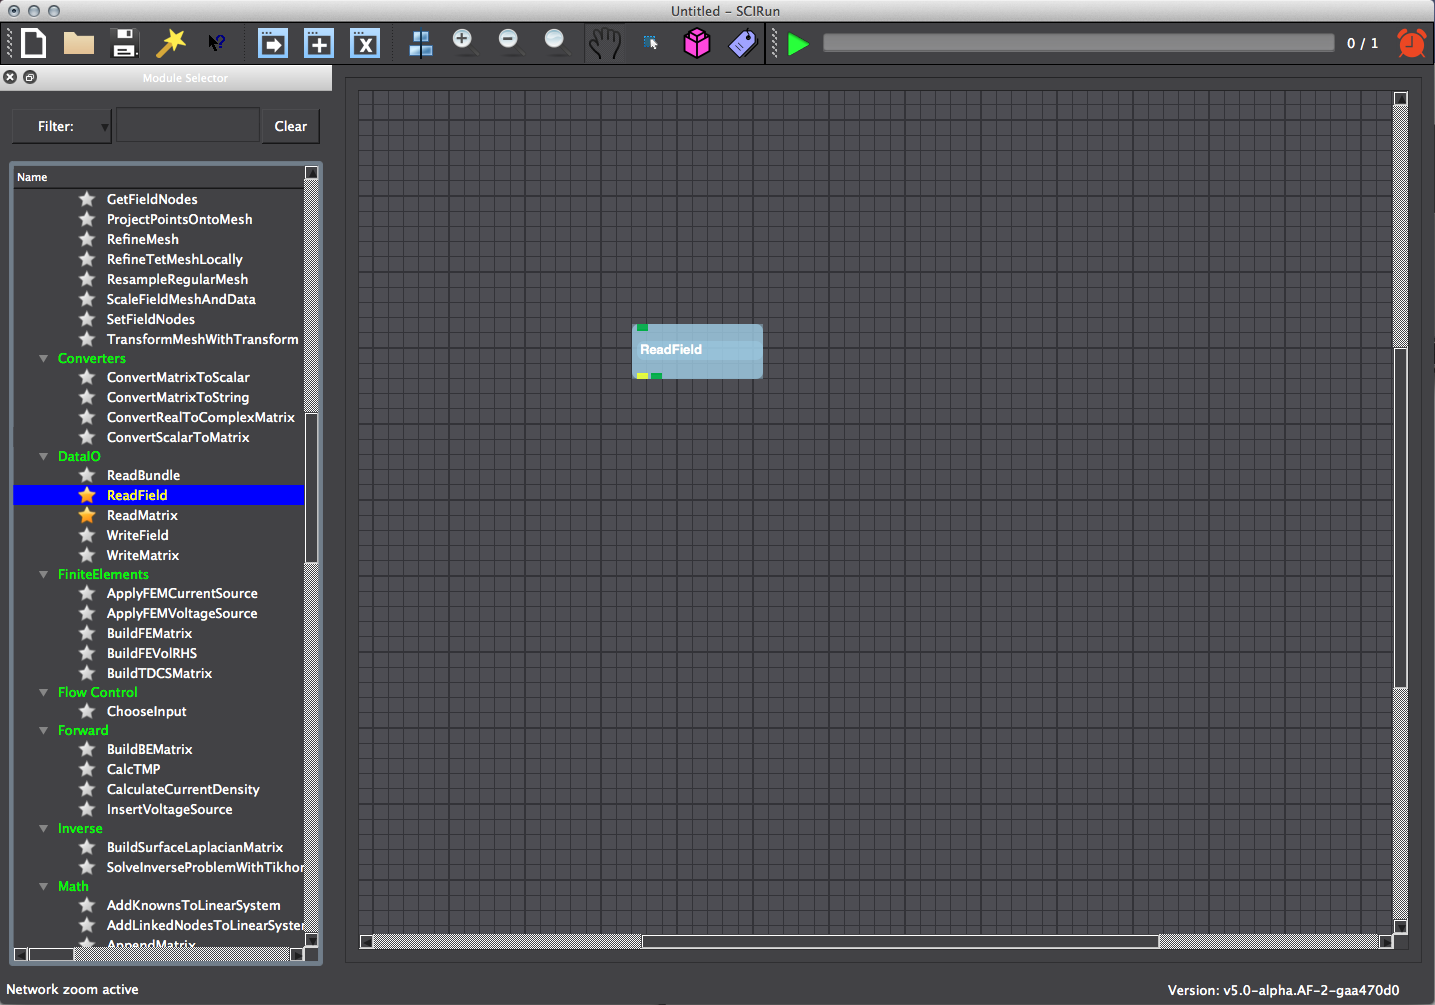 Untitled - SCIRun
0 / 1
Module Selector
Filter:
Clear
Name
GetFieldNodes
ProjectPointsOntoMesh
RefineMesh
RefineTetMeshLocally
ResampleRegularMesh
ScaleFieldMeshAndData
SetFieldNodes
TransformMeshWithTransform
Converters
ConvertMatrixToScalar
ConvertMatrixToString
ConvertRealToComplexMatrix
ConvertScalarToMatrix
DataIO
ReadBundle
ReadField
ReadMatrix
WriteField
WriteMatrix
FiniteElements
ApplyFEMCurrentSource
ApplyFEMVoltageSource
BuildFEMatrix
BuildFEVolRHS
BuildTDCSMatrix
Flow Control
ChooseInput
Forward
BuildBEMatrix
CalcTMP
CalculateCurrentDensity
InsertVoltageSource
Inverse
BuildSurfaceLaplacianMatrix
SolveInverseProblemWithTikhor
Math
AddKnownsToLinearSystem
AddLinkedNodesToLinearSyster
AppendMatrix
ReadField
Network zoom active
Version: v5.0-alpha.AF-2-gaa470d0